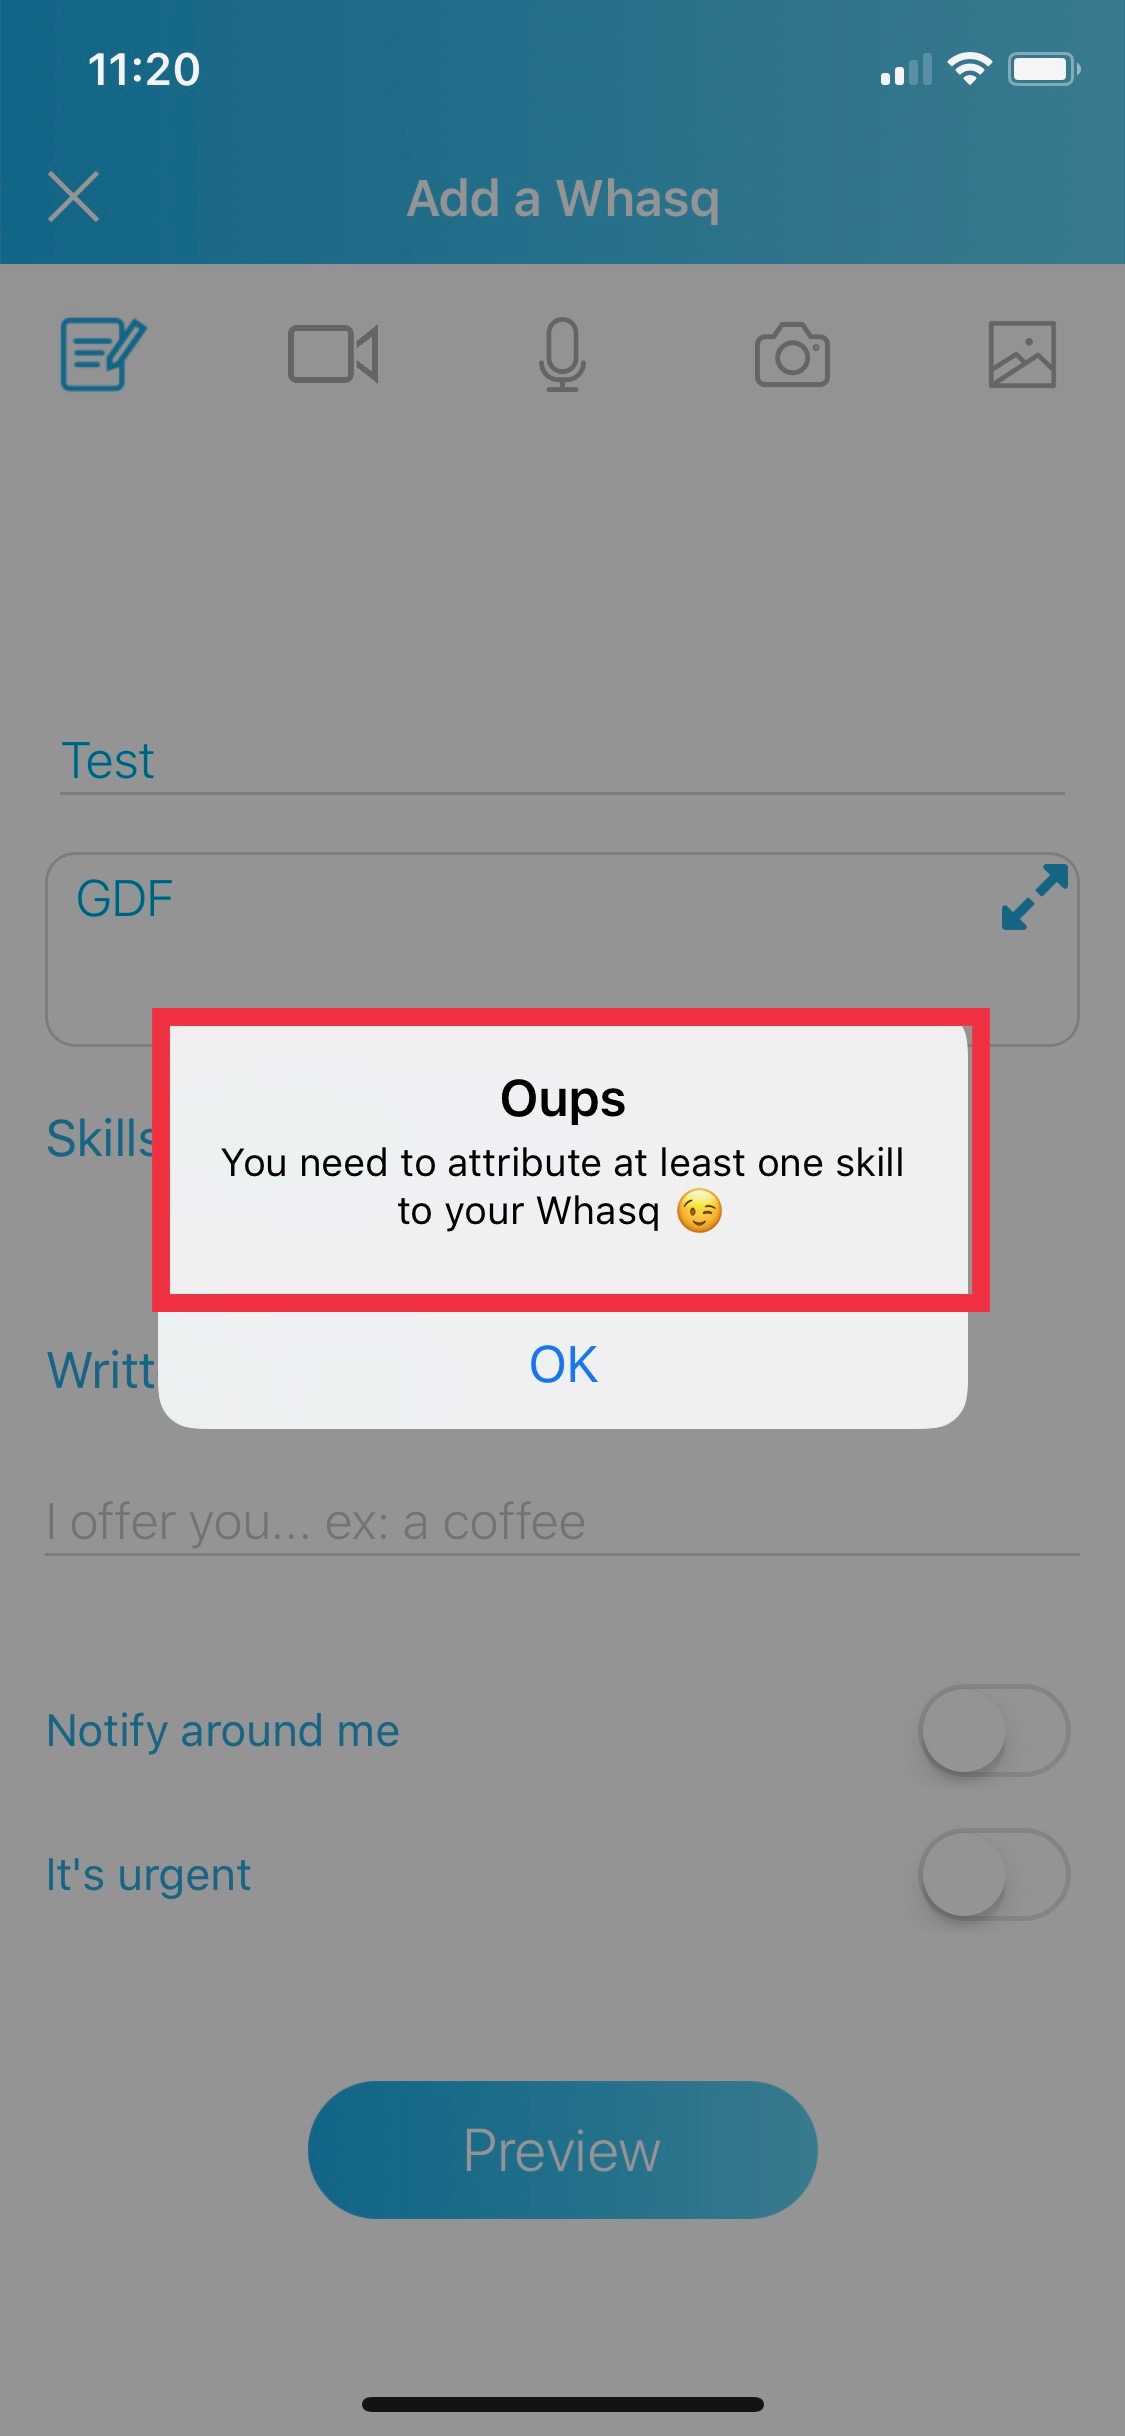 11:20
Add a Whasq
Test
GDF
Skills
Oups
You need to attribute at least one skill
to your Whasq 😉
OK
Writt
I offer you... ex: a coffee
Notify around me
It's urgent
Preview